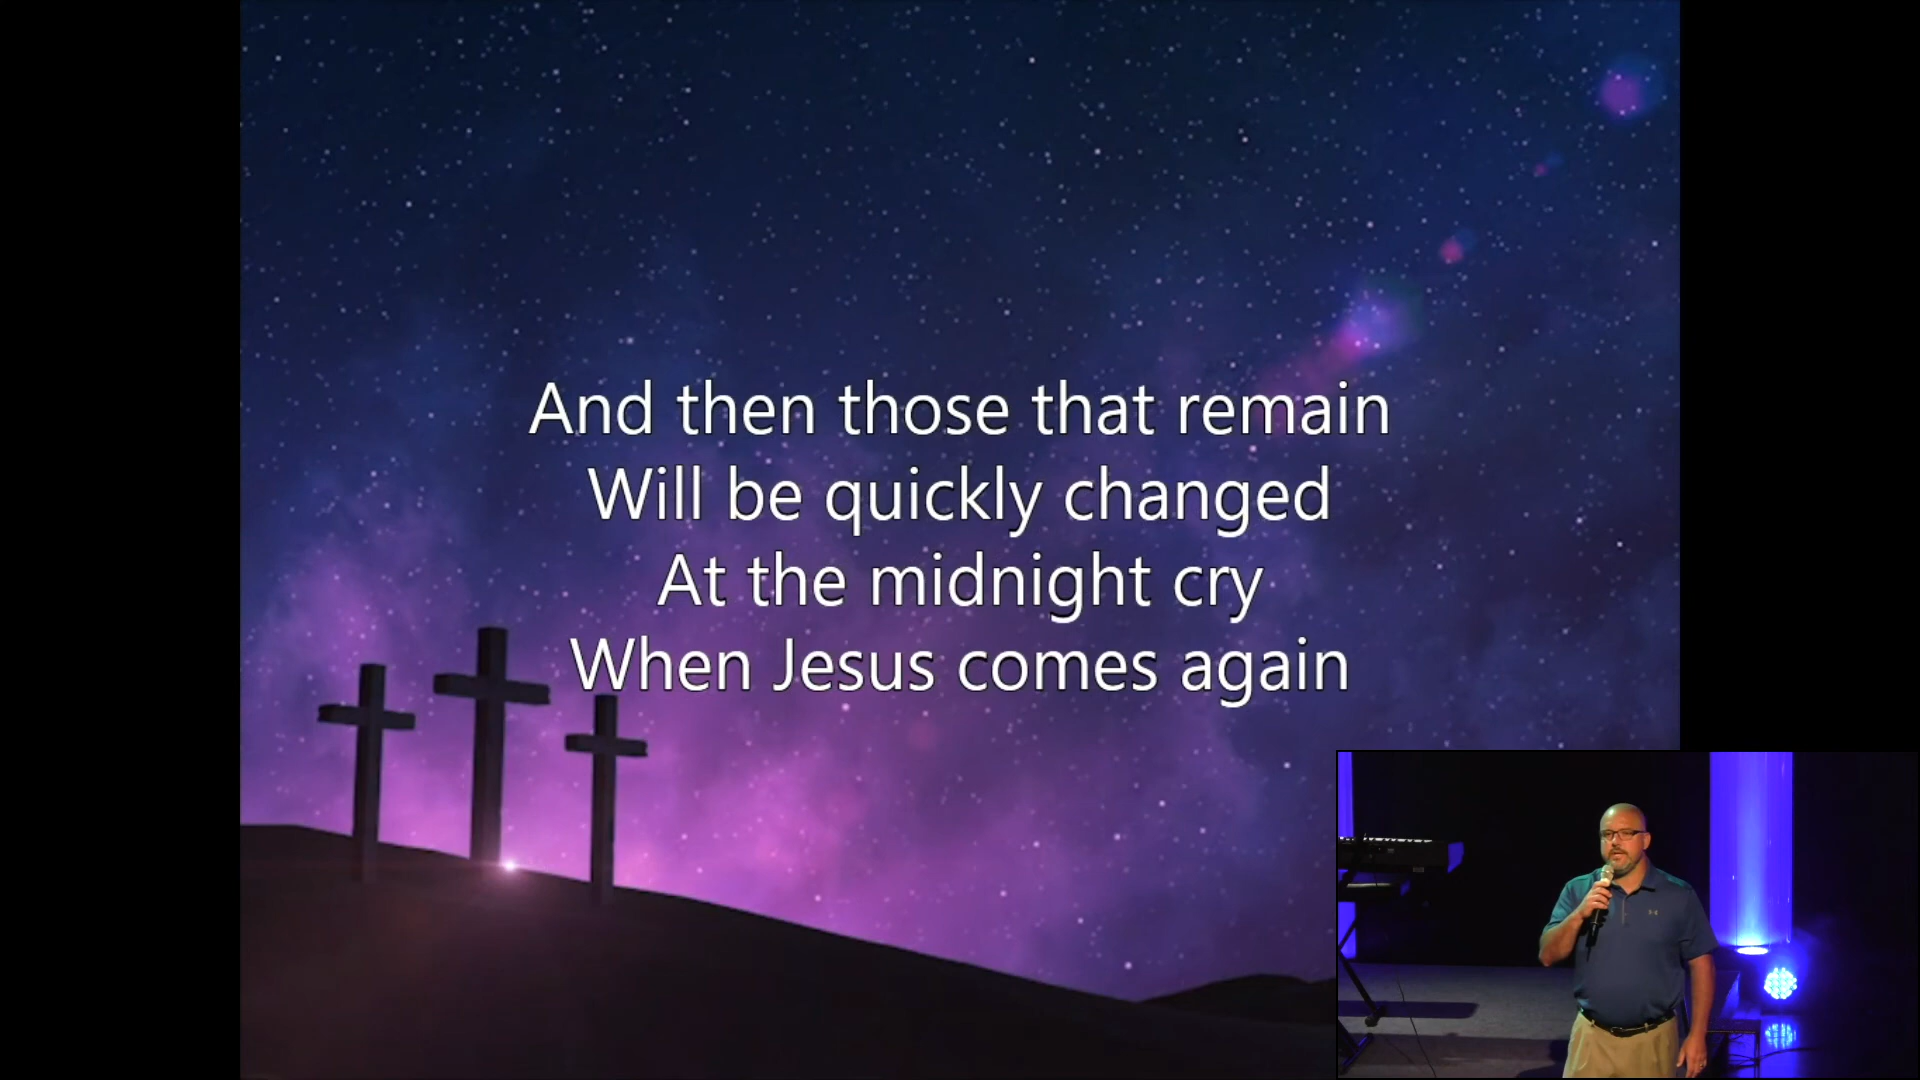 And then those that remain
Will be quickly changed
At the midnight cry
When Jesus comes again